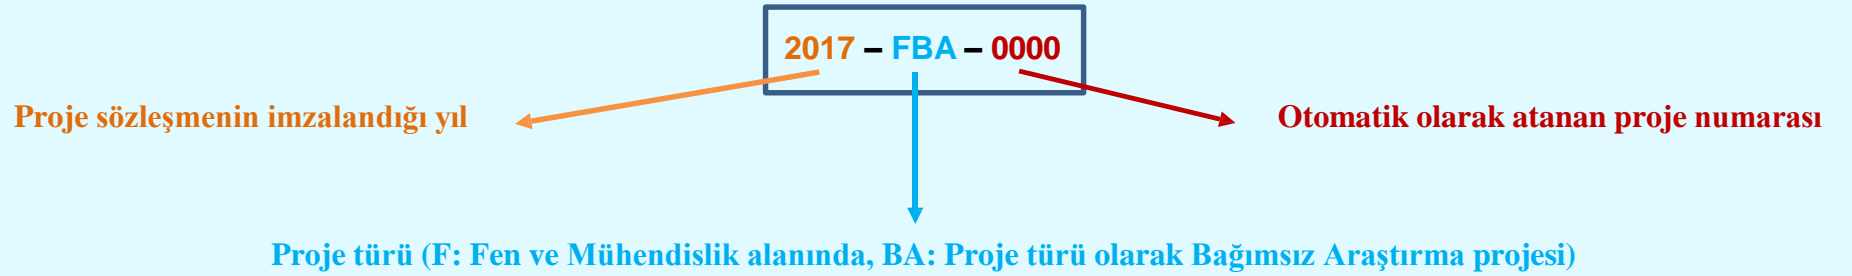 2017 – FBA – 0000
Proje sözleşmenin imzalandığı yıl
Otomatik olarak atanan proje numarası
Proje türü (F: Fen ve Mühendislik alanında, BA: Proje türü olarak Bağımsız Araştırma projesi)